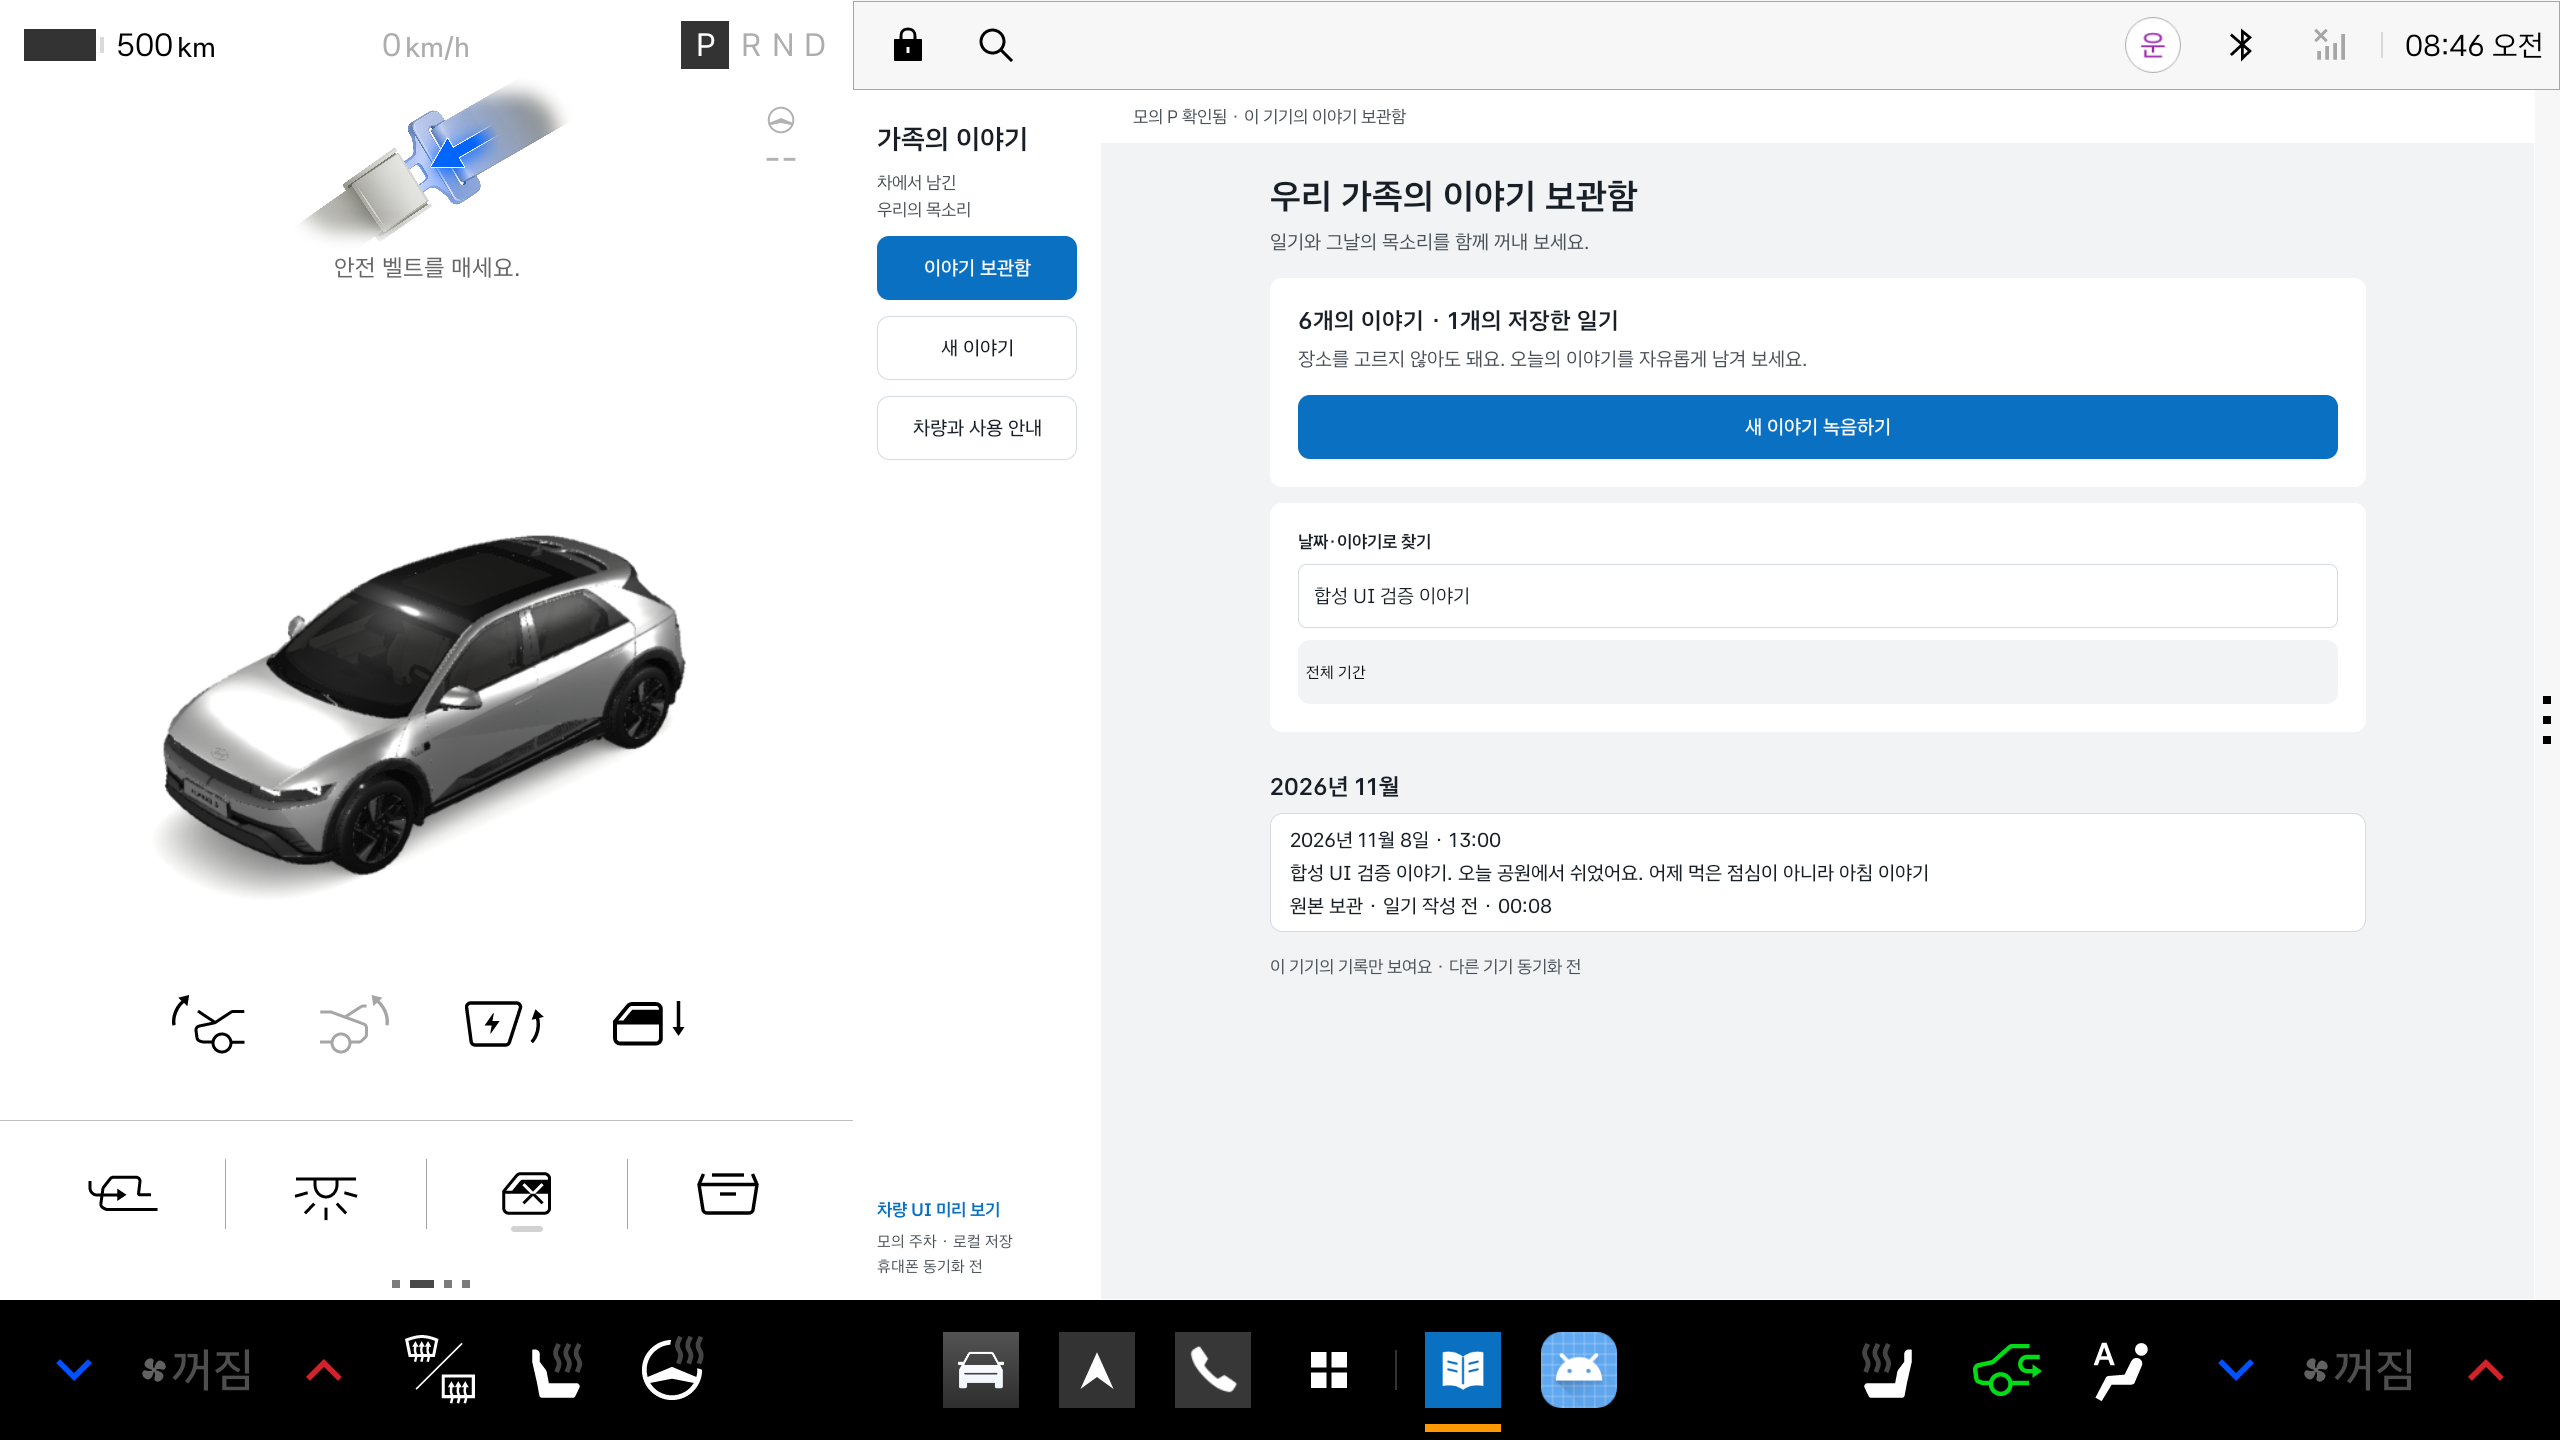 500 km
0 km/h
P R N D
운
08:46 오전
안전 벨트를 매세요.
가족의 이야기
차에서 남긴
우리의 목소리
이야기 보관함
새 이야기
차량과 사용 안내
차량 UI 미리 보기
모의 주차 · 로컬 저장
휴대폰 동기화 전
모의 P 확인됨 · 이 기기의 이야기 보관함
우리 가족의 이야기 보관함
일기와 그날의 목소리를 함께 꺼내 보세요.
6개의 이야기 · 1개의 저장한 일기
장소를 고르지 않아도 돼요. 오늘의 이야기를 자유롭게 남겨 보세요.
새 이야기 녹음하기
날짜·이야기로 찾기
합성 UI 검증 이야기
전체 기간
2026년 11월
2026년 11월 8일 · 13:00
합성 UI 검증 이야기. 오늘 공원에서 쉬었어요. 어제 먹은 점심이 아니라 아침 이야기
원본 보관 · 일기 작성 전 · 00:08
이 기기의 기록만 보여요 · 다른 기기 동기화 전
꺼짐
A
꺼짐